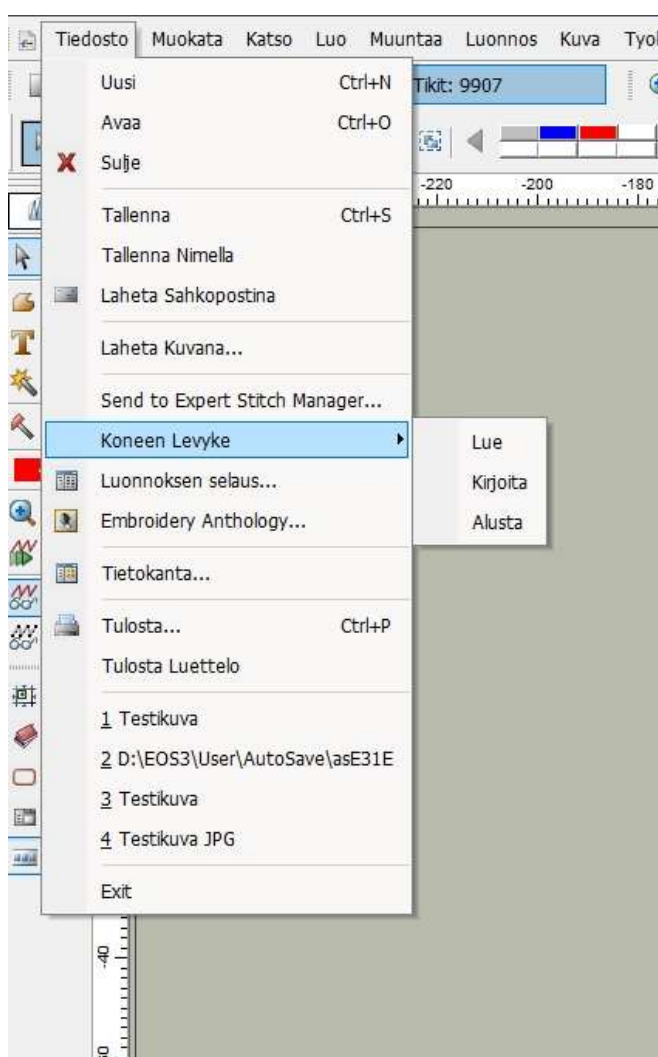 Tiedosto Muokata Katso Luo Muuntaa Luonnos Kuva
Uusi Ctrl+N
Tikit: 9907
Avaa Ctrl+O
Sulje
-220 -200 -180
Tallenna Ctrl+S
Tallenna Nimella
Laheta Sahkopostina
Laheta Kuvana...
Send to Expert Stitch Manager...
Koneen Levyke
Lue
Luonnoksen selaus...
Kirjoita
Embroidery Anthology...
Alusta
Tietokanta...
Tulosta... Ctrl+P
Tulosta Luettelo
1 Testikuva
2 D:\EOS3\User\AutoSave\asE31E
3 Testikuva
4 Testikuva JPG
Exit
-40